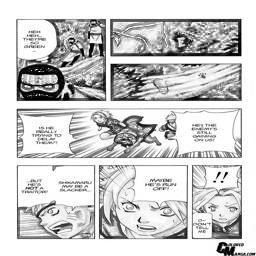 HEH
HEH...
THEY'RE
SO
GREEN
...
IS HE
REALLY
TRYING TO
DELAY
THEM?!
HEY! THE
ENEMY'S
STILL
GAINING
ON US!
!!
D--
DON'T
TELL
ME
MAYBE
HE'S RUN
OFF!
SHIKAMARU
MAY BE A
SLACKER...
...BUT
HE'S
NOT A
TRAITOR!
COLORED
MANGA.COM